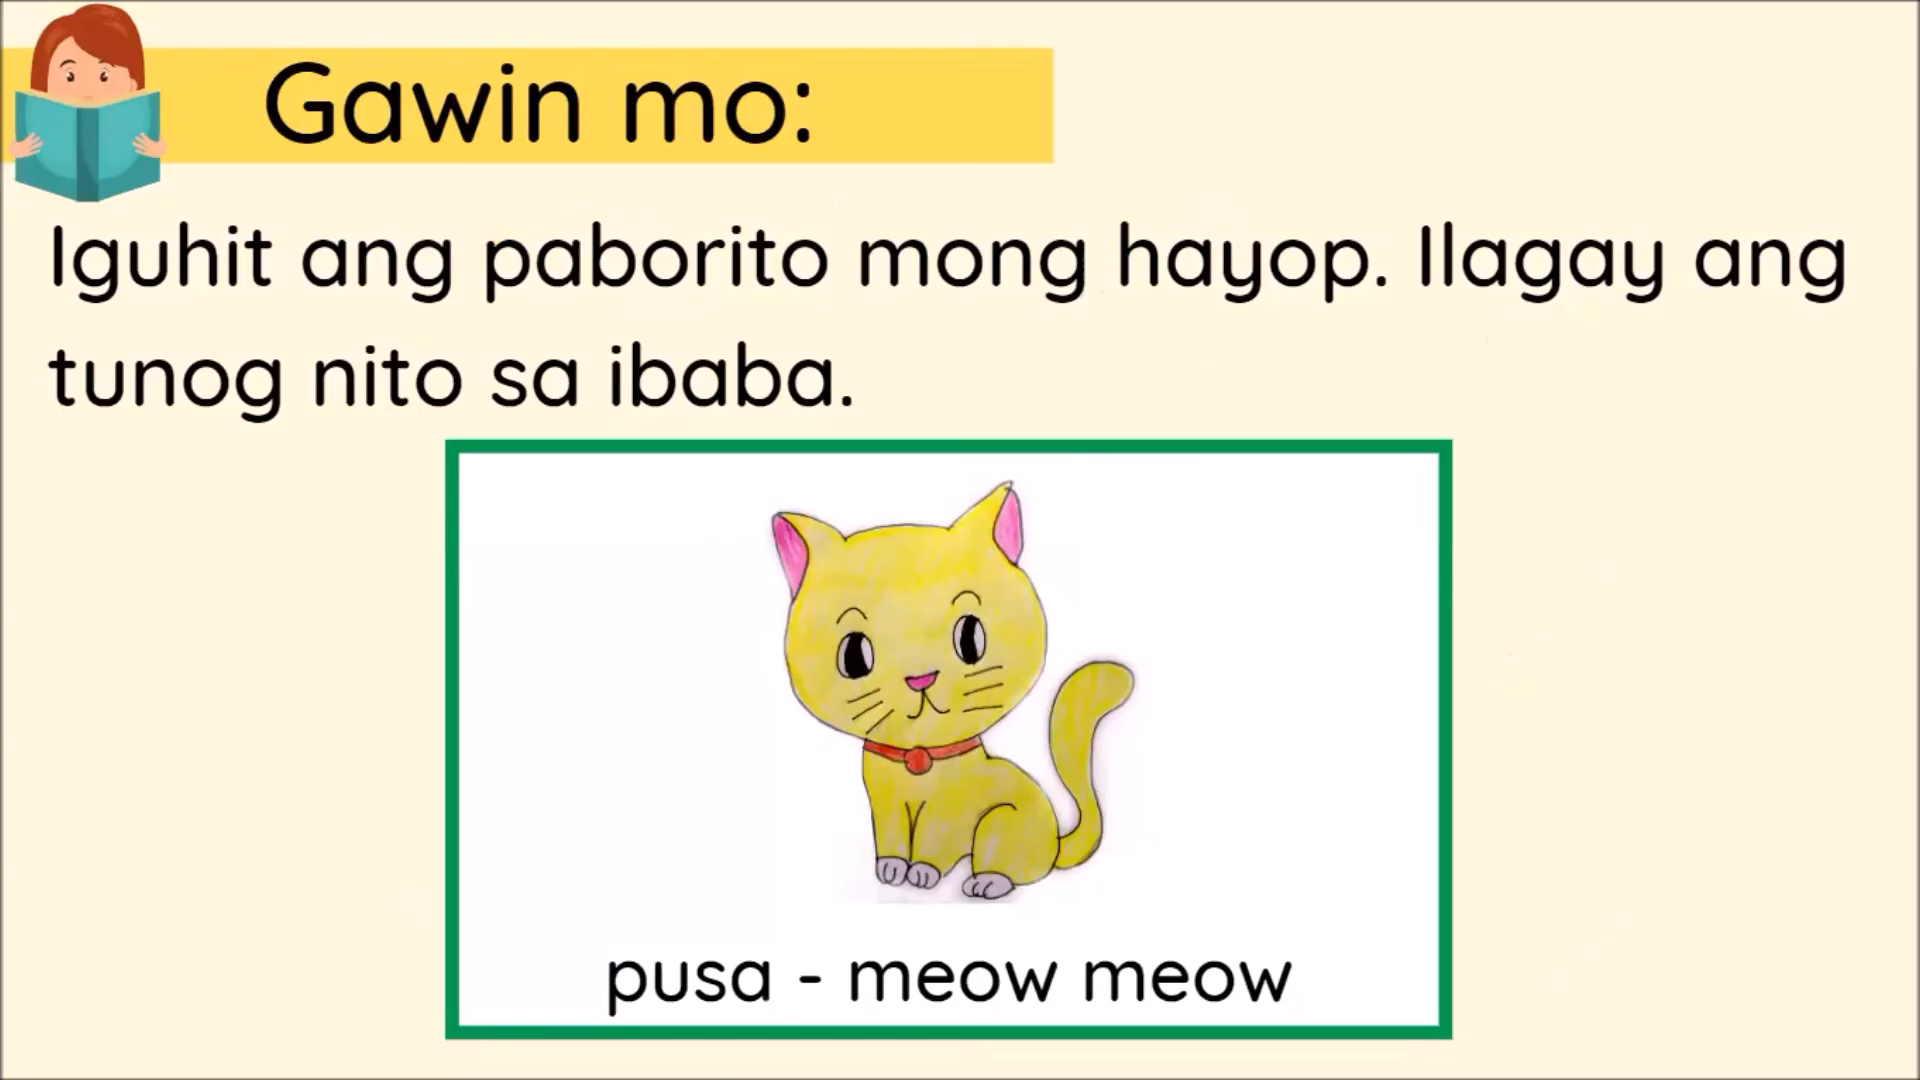 Gawin mo:
Iguhit ang paborito mong hayop. Ilagay ang
tunog nito sa ibaba.
pusa - meow meow